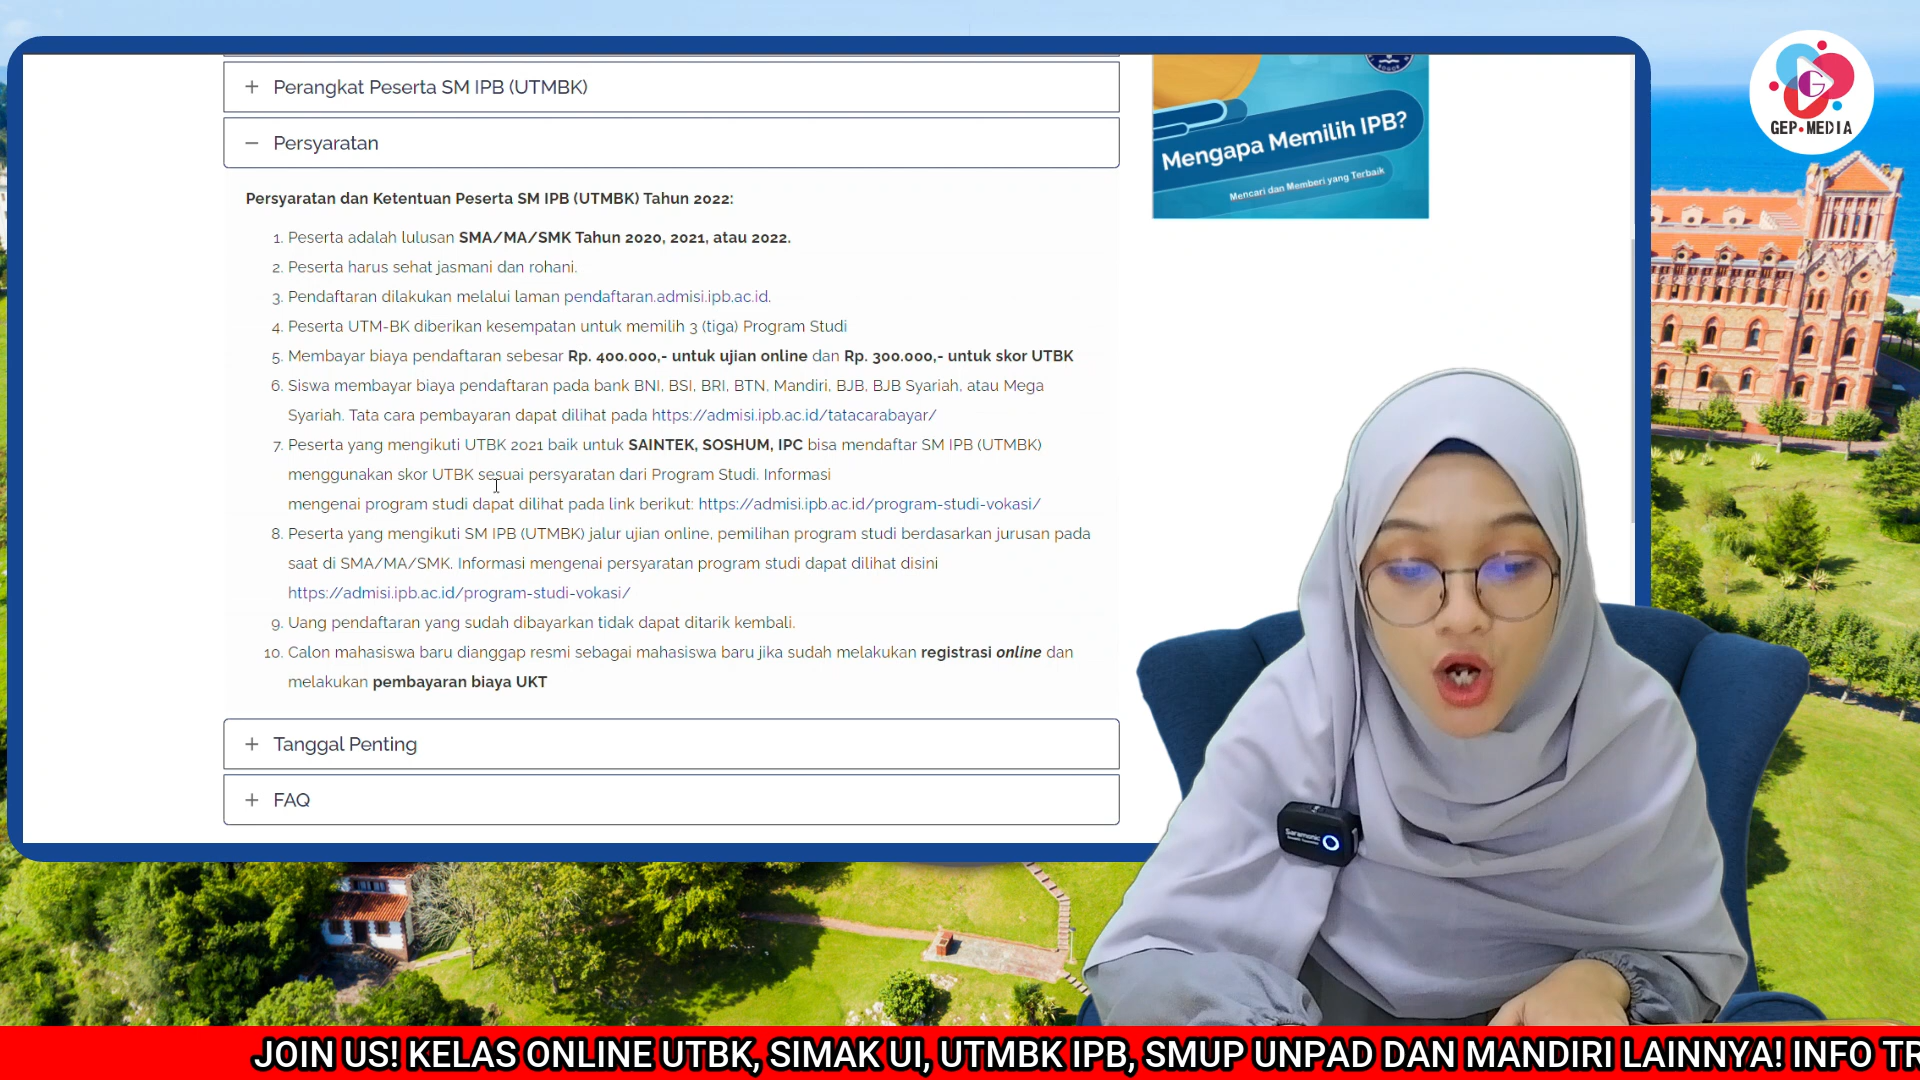 Perangkat Peserta SM IPB (UTMBK)
Persyaratan
Persyaratan dan Ketentuan Peserta SM IPB (UTMBK) Tahun 2022:
1. Peserta adalah lulusan SMA/MA/SMK Tahun 2020, 2021, atau 2022.
2. Peserta harus sehat jasmani dan rohani.
3. Pendaftaran dilakukan melalui laman pendaftaran.admisi.ipb.ac.id.
4. Peserta UTM-BK diberikan kesempatan untuk memilih 3 (tiga) Program Studi
5. Membayar biaya pendaftaran sebesar Rp. 400.000,- untuk ujian online dan Rp. 300.000,- untuk skor UTBK
6. Siswa membayar biaya pendaftaran pada bank BNI, BSI, BRI, BTN, Mandiri, BJB, BJB Syariah, atau Mega
Syariah. Tata cara pembayaran dapat dilihat pada https://admisi.ipb.ac.id/tatacarabayar/
7. Peserta yang mengikuti UTBK 2021 baik untuk SAINTEK, SOSHUM, IPC bisa mendaftar SM IPB (UTMBK)
menggunakan skor UTBK sesuai persyaratan dari Program Studi. Informasi
mengenai program studi dapat dilihat pada link berikut: https://admisi.ipb.ac.id/program-studi-vokasi/
8. Peserta yang mengikuti SM IPB (UTMBK) jalur ujian online, pemilihan program studi berdasarkan jurusan pada
saat di SMA/MA/SMK. Informasi mengenai persyaratan program studi dapat dilihat disini
https://admisi.ipb.ac.id/program-studi-vokasi/
9. Uang pendaftaran yang sudah dibayarkan tidak dapat ditarik kembali.
10. Calon mahasiswa baru dianggap resmi sebagai mahasiswa baru jika sudah melakukan registrasi online dan
melakukan pembayaran biaya UKT
Tanggal Penting
FAQ
Mengapa Memilih IPB?
Mencari dan Memberi yang Terbaik
G
GEP•MEDIA
Saramonic
JOIN US! KELAS ONLINE UTBK, SIMAK UI, UTMBK IPB, SMUP UNPAD DAN MANDIRI LAINNYA! INFO TR